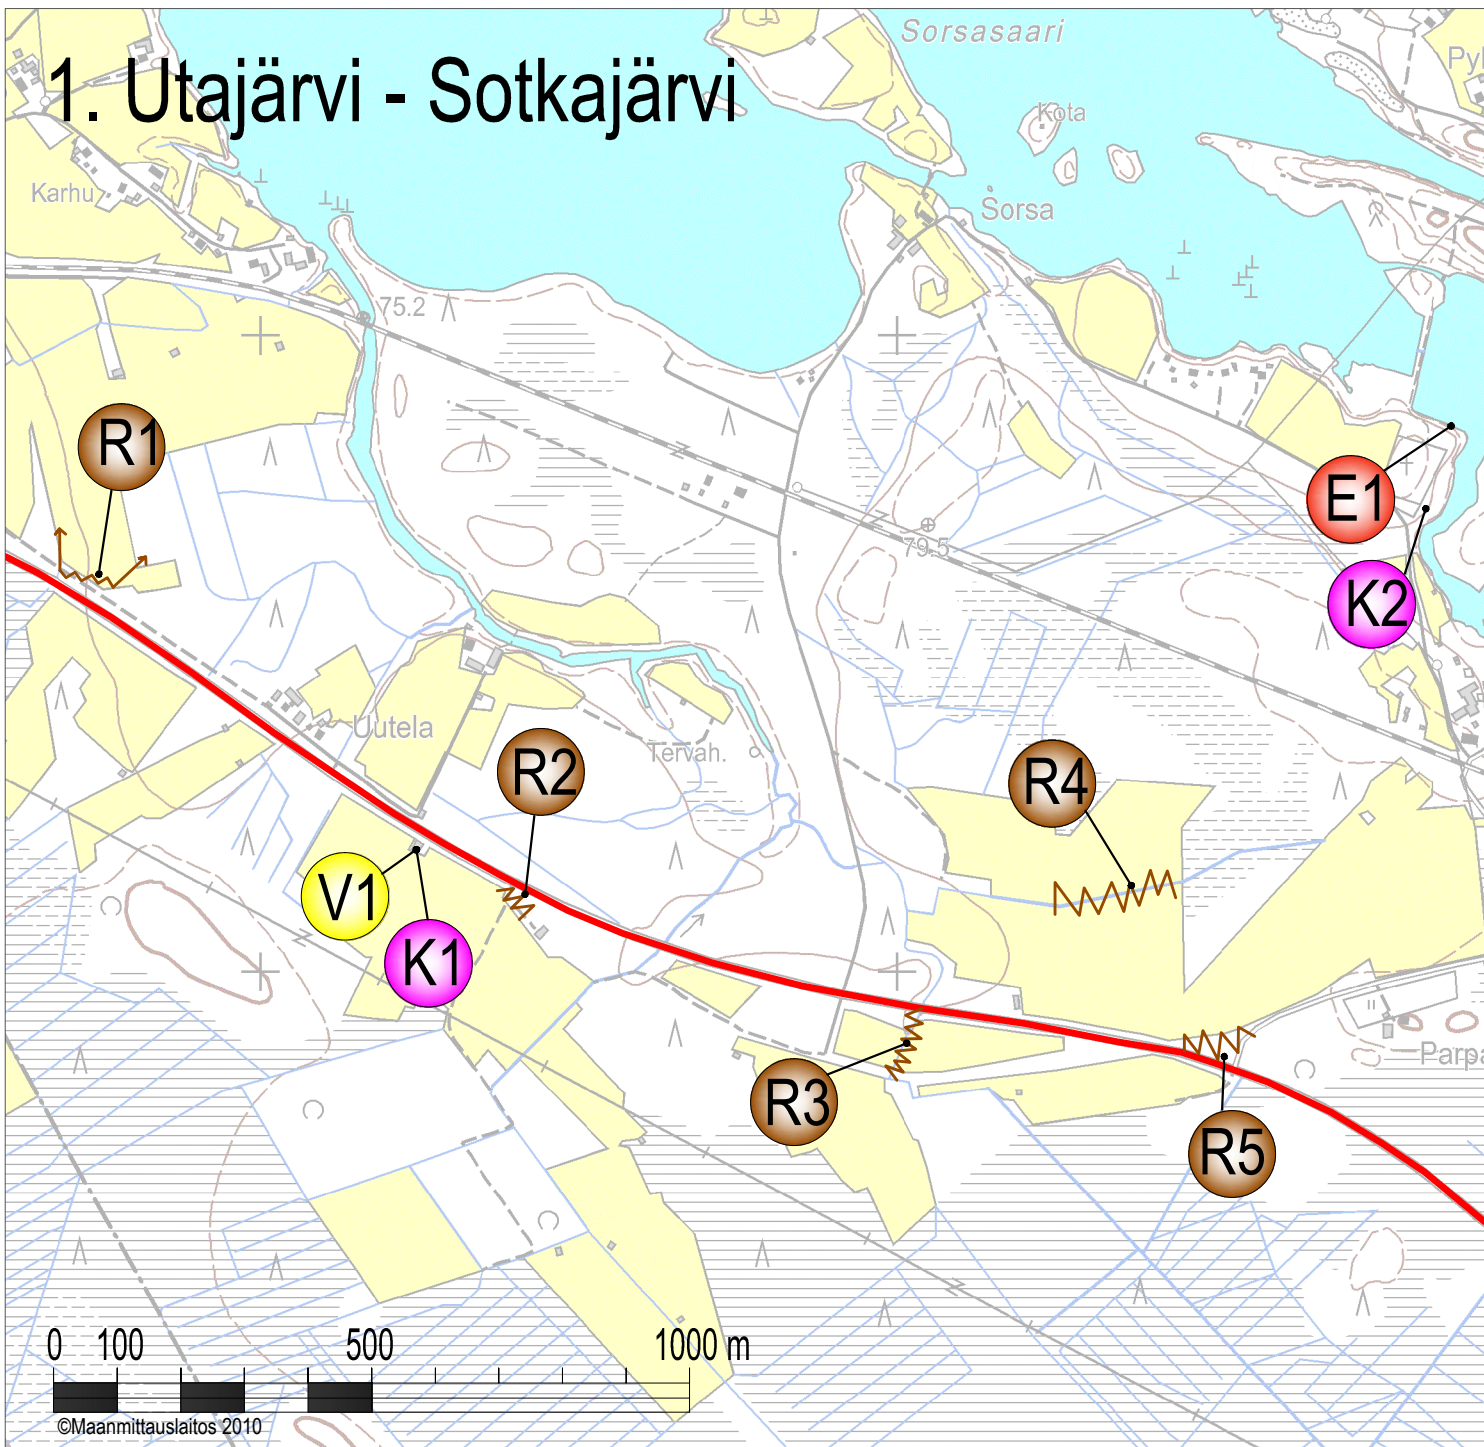 Sorsasaari
1. Utajärvi - Sotkajärvi
Kota
Karhu
Sorsa
75.2
R1
E1
79.5
K2
Uutela
Tervah.
R2
R4
V1
K1
R3
Parpa
R5
0 100 500 1000 m
©Maanmittauslaitos 2010